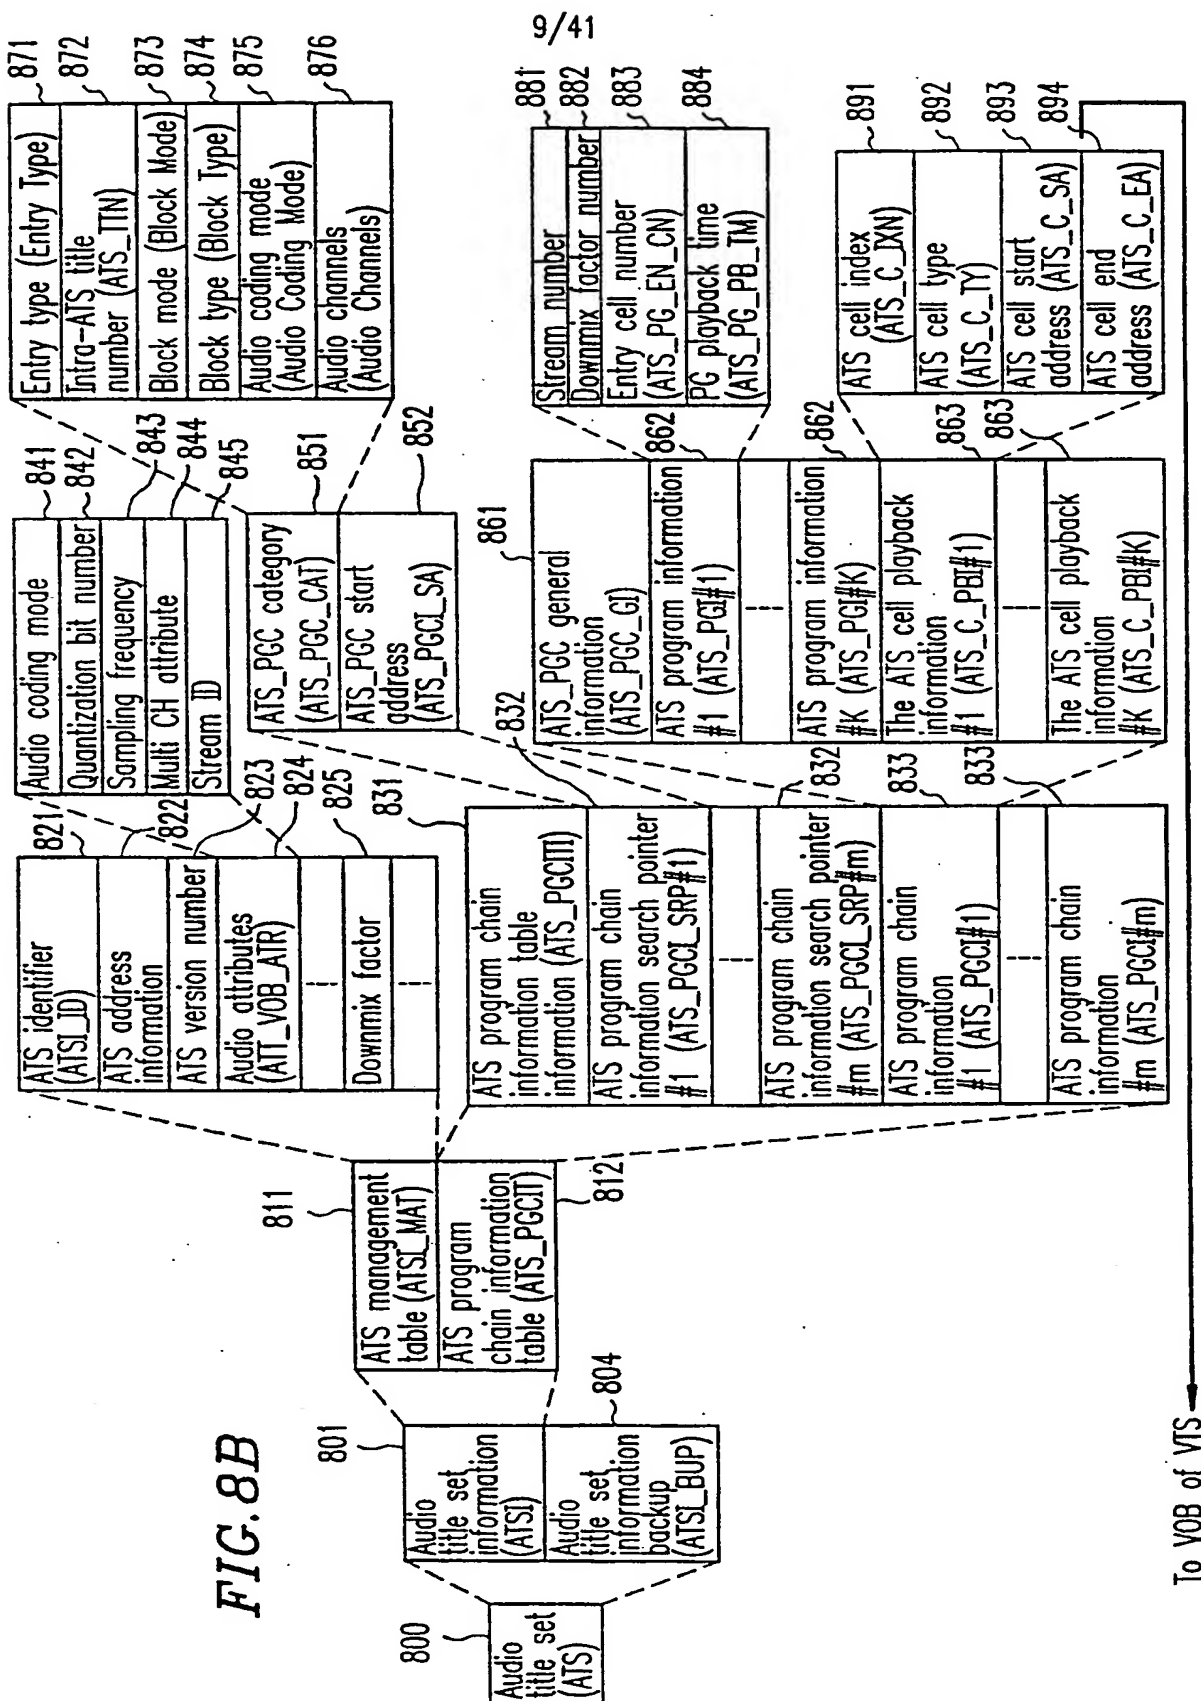 9/41
FIG.8B
800
Audio
title set
(ATS)
801
Audio
title set
information
(ATSI)
Audio
title set
information
backup
(ATSI_BUP)
804
811
ATS management
table (ATSI_MAT)
ATS program
chain information
table (ATS_PGCIT)
812
ATS identifier
(ATSI_ID)
821
ATS address
information
822
ATS version number
823
Audio attributes
(ATT_VOB_ATR)
824
Downmix factor
825
Audio coding mode
841
Quantization bit number
842
Sampling frequency
843
Multi CH attribute
844
Stream ID
845
831
ATS program chain
information table
information (ATS_PGCITI)
832
ATS program chain
information search pointer
#1 (ATS_PGCI_SRP#1)
ATS program chain
information search pointer
#m (ATS_PGCI_SRP#m)
832
ATS program chain
information
#1 (ATS_PGCI#1)
833
ATS program chain
information
#m (ATS_PGCI#m)
833
ATS_PGC category
(ATS_PGC_CAT)
851
ATS_PGC start
address
(ATS_PGCI_SA)
852
Entry type (Entry Type)
871
Intra-ATS title
number (ATS_TTN)
872
Block mode (Block Mode)
873
Block type (Block Type)
874
Audio coding mode
(Audio Coding Mode)
875
Audio channels
(Audio Channels)
876
861
ATS_PGC general
information
(ATS_PGC_GI)
ATS program information
#1 (ATS_PGI#1)
862
ATS program information
#K (ATS_PGI#K)
862
The ATS cell playback
information
#1 (ATS_C_PBI#1)
863
The ATS cell playback
information
#K (ATS_C_PBI#K)
863
Stream number
881
Downmix factor number
882
Entry cell number
(ATS_PG_EN_CN)
883
PG playback time
(ATS_PG_PB_TM)
884
ATS cell index
(ATS_C_IXN)
891
ATS cell type
(ATS_C_TY)
892
ATS cell start
address (ATS_C_SA)
893
ATS cell end
address (ATS_C_EA)
894
To VOB of VTS